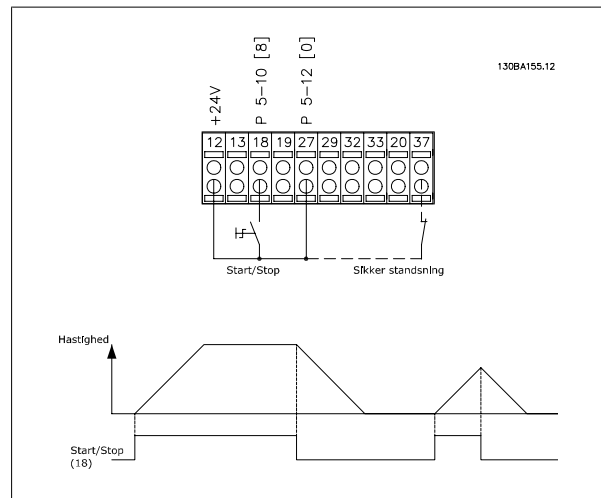 130BA155.12
+24V
P 5-10 [8]
P 5-12 [0]
12 13 18 19 27 29 32 33 20 37
Start/Stop
Sikker standsning
Hastighed
Start/Stop
(18)